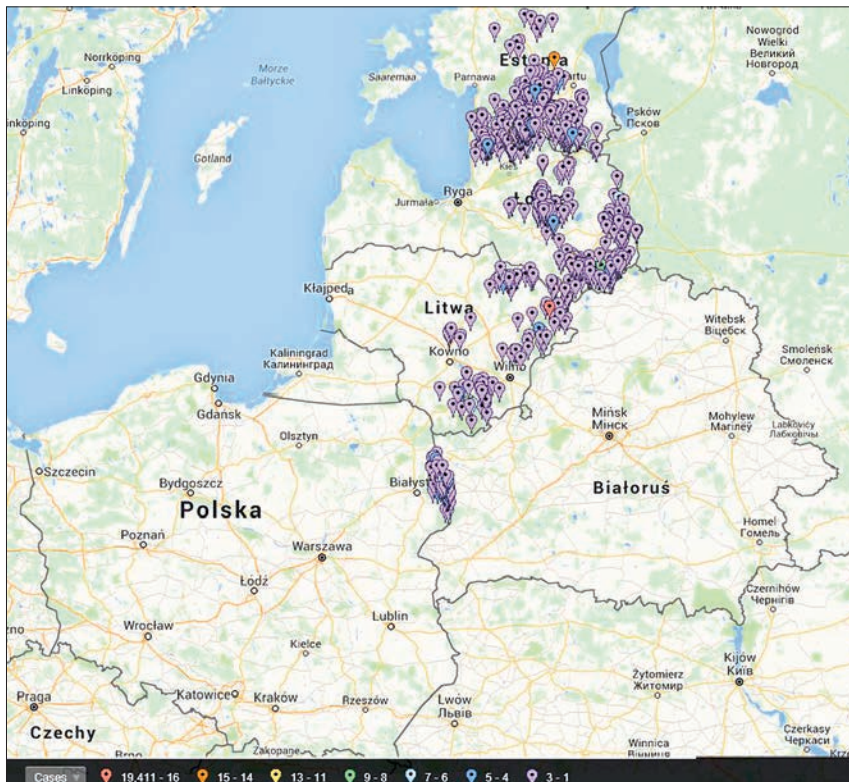 Nowogród
Wielki
Великий
Новгород
Norrköping
Linköping
Linköping
Morze
Bałtyckie
Saaremaa
Parnawa
Psków
Псков
Gotland
Ryga
Jurmała
Kłajpeda
Litwa
Kowno
Wilno
Witebsk
Віцебск
Smoleńsk
Смоленск
Kaliningrad
Калининград
Gdynia
Gdańsk
Olsztyn
Mińsk
Мінск
Mohylew
Szczecin
Bydgoszcz
Polska
Białoruś
Homel
Гомель
Poznań
Warszawa
Łódź
Czernihów
Чернігів
Wrocław
Lublin
Kielce
Kijów
Київ
Żytomierz
Житомир
Praga
Katowice
Kraków
Rzeszów
Lwów
Львів
Czechy
Winnica
Вінниця
Czerkasy
Черкаси
Zakopane
Cases 19,411 - 16 15 - 14 13 - 11 9 - 8 7 - 6 5 - 4 3 - 1